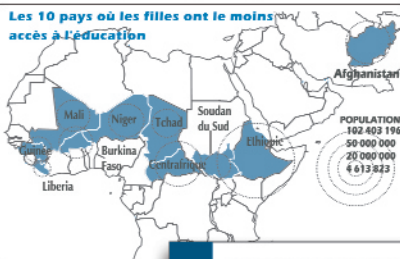 Les 10 pays où les filles ont le moins
accès à l'éducation
Afghanistan
Mali
Niger
Tchad
Soudan
du Sud
Ethiopie
Guinée
Burkina
Faso
Centrafrique
Liberia
POPULATION
102 403 196
50 000 000
20 000 000
4 613 823